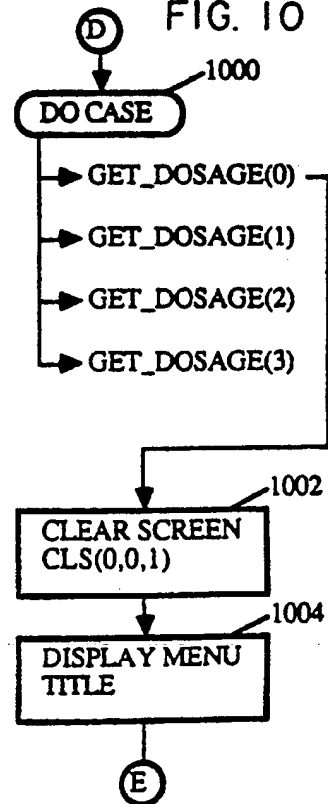 FIG. 10
D
1000
DO CASE
GET_DOSAGE(0)
GET_DOSAGE(1)
GET_DOSAGE(2)
GET_DOSAGE(3)
1002
CLEAR SCREEN
CLS(0,0,1)
1004
DISPLAY MENU
TITLE
E